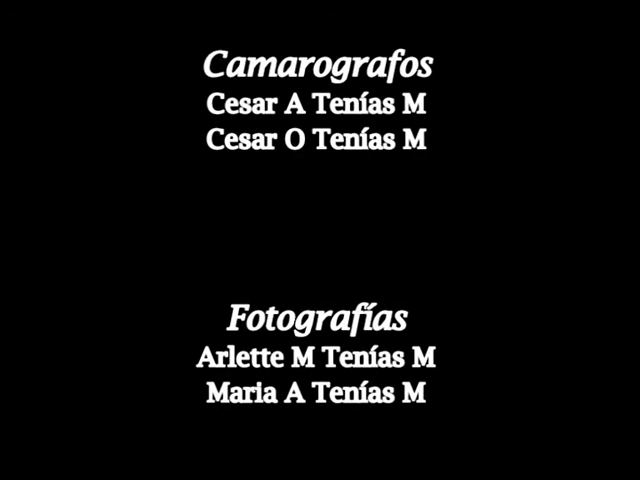 Camarografos
Cesar A Tenías M
Cesar O Tenías M
Fotografías
Arlette M Tenías M
Maria A Tenías M